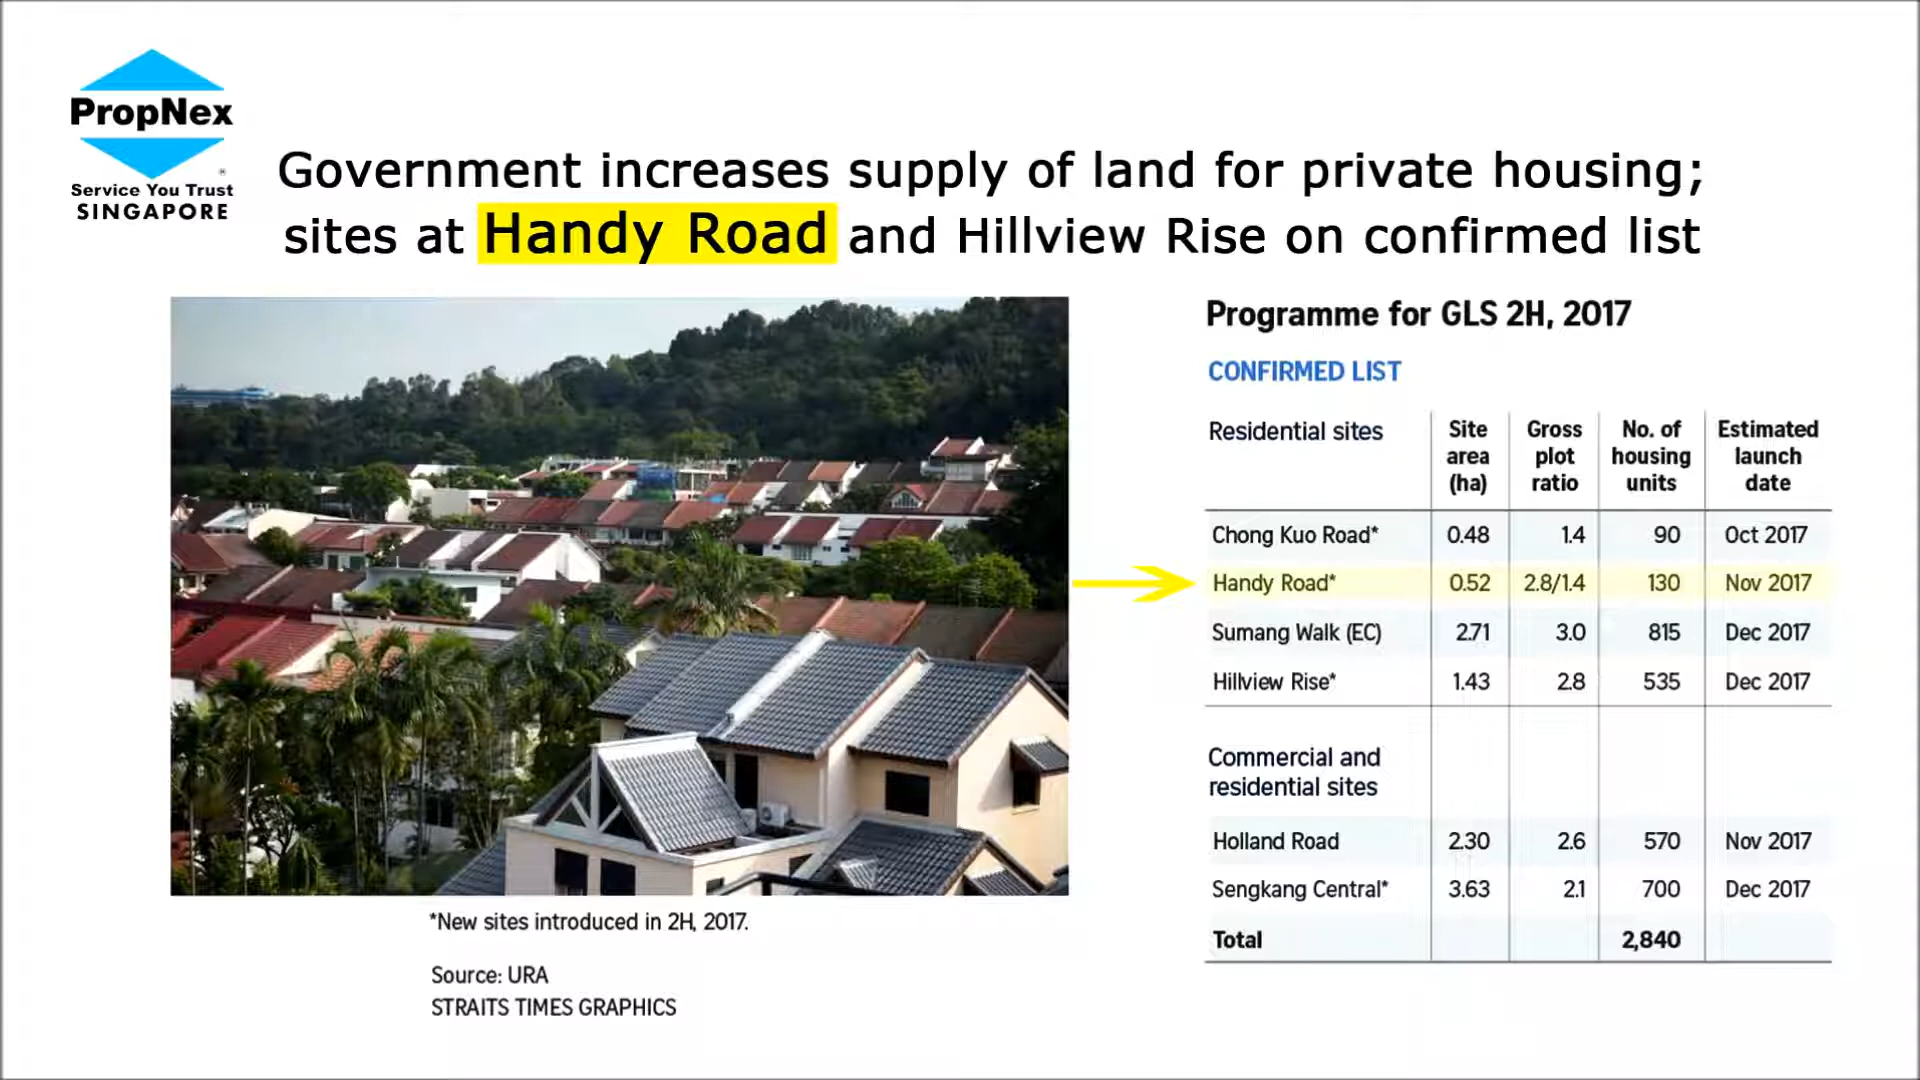 PropNex
®
Service You Trust
SINGAPORE
Government increases supply of land for private housing;
sites at Handy Road and Hillview Rise on confirmed list
*New sites introduced in 2H, 2017.
Source: URA
STRAITS TIMES GRAPHICS
Programme for GLS 2H, 2017
CONFIRMED LIST
Residential sites Site area (ha) Gross plot ratio No. of housing units Estimated launch date
Chong Kuo Road* 0.48 1.4 90 Oct 2017
Handy Road* 0.52 2.8/1.4 130 Nov 2017
Sumang Walk (EC) 2.71 3.0 815 Dec 2017
Hillview Rise* 1.43 2.8 535 Dec 2017
Commercial and
residential sites
Holland Road 2.30 2.6 570 Nov 2017
Sengkang Central* 3.63 2.1 700 Dec 2017
Total 2,840